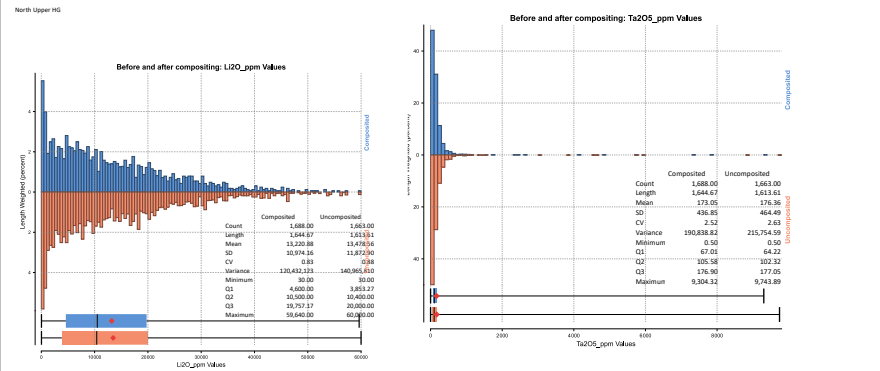 North Upper HG
Before and after compositing: Li2O_ppm Values
4
2
0
2
4
Length Weighted (percent)
Composited
Composited Uncomposited
Count 1,688.00 1,663.00
Length 1,644.67 1,613.61
Mean 13,220.88 13,478.56
SD 10,974.16 11,872.90
CV 0.83 0.88
Variance 120,432,123 140,965,810
Minimum 30.00 30.00
Q1 4,600.00 3,853.27
Q2 10,500.00 10,400.00
Q3 19,757.17 20,000.00
Maximum 59,640.00 60,000.00
0 10000 20000 30000 40000 50000 60000
Li2O_ppm Values
Before and after compositing: Ta2O5_ppm Values
40
20
0
20
40
Composited
Uncomposited
Composited Uncomposited
Count 1,688.00 1,663.00
Length 1,644.67 1,613.61
Mean 173.05 176.36
SD 436.85 464.49
CV 2.52 2.63
Variance 190,838.82 215,754.59
Minimum 0.50 0.50
Q1 67.01 64.22
Q2 105.58 102.32
Q3 176.90 177.05
Maximum 9,304.32 9,743.89
0 2000 4000 6000 8000
Ta2O5_ppm Values